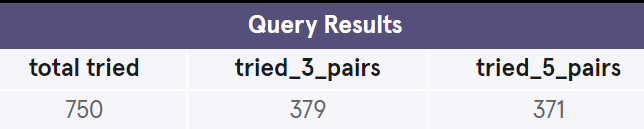 Query Results
total tried tried_3_pairs tried_5_pairs
750 379 371